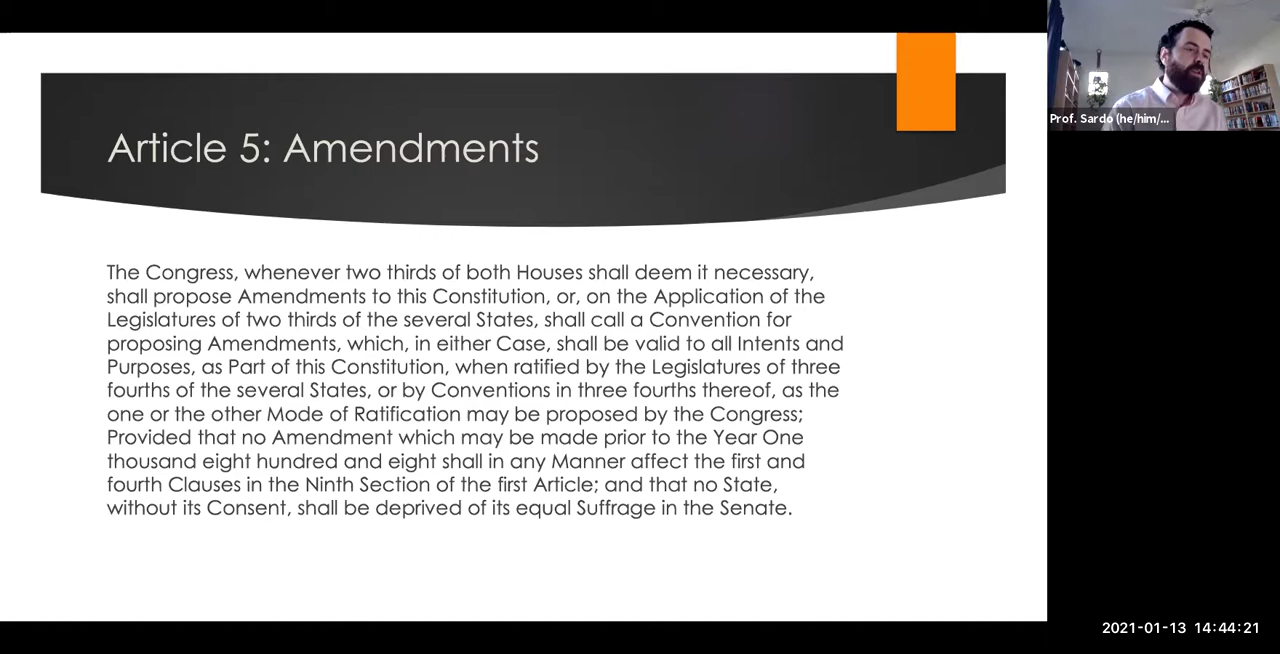 Article 5: Amendments
The Congress, whenever two thirds of both Houses shall deem it necessary,
shall propose Amendments to this Constitution, or, on the Application of the
Legislatures of two thirds of the several States, shall call a Convention for
proposing Amendments, which, in either Case, shall be valid to all Intents and
Purposes, as Part of this Constitution, when ratified by the Legislatures of three
fourths of the several States, or by Conventions in three fourths thereof, as the
one or the other Mode of Ratification may be proposed by the Congress;
Provided that no Amendment which may be made prior to the Year One
thousand eight hundred and eight shall in any Manner affect the first and
fourth Clauses in the Ninth Section of the first Article; and that no State,
without its Consent, shall be deprived of its equal Suffrage in the Senate.
Prof. Sardo (he/him/...
2021-01-13 14:44:21